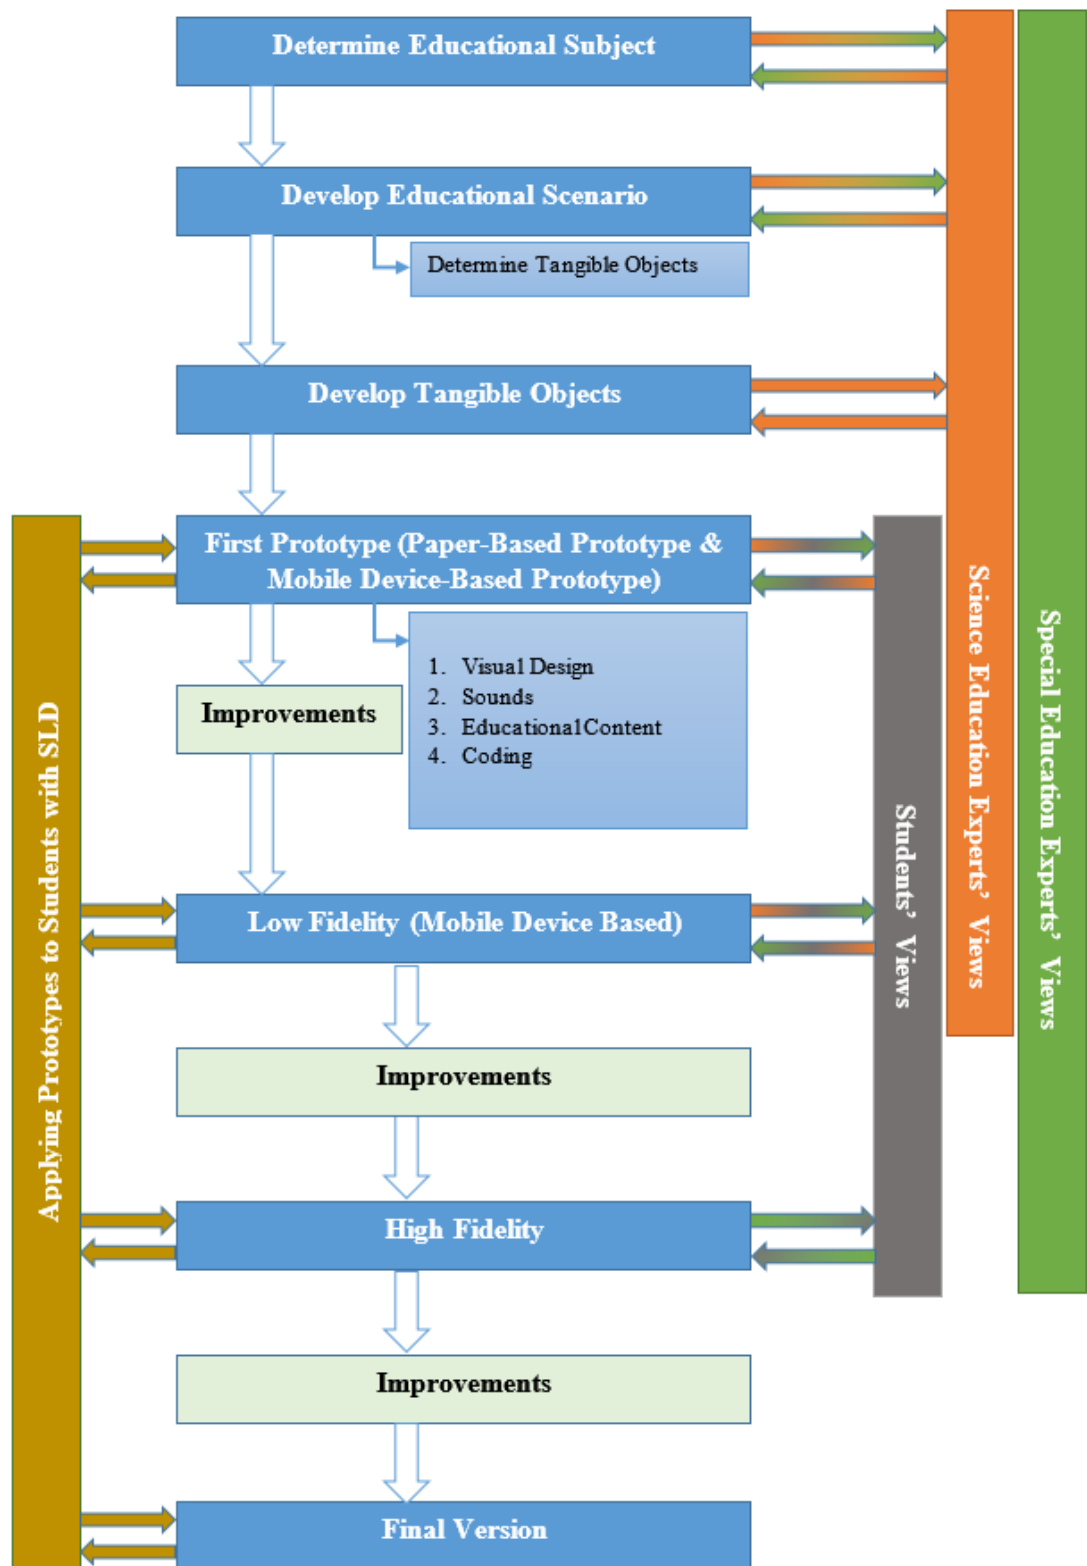 Determine Educational Subject
Develop Educational Scenario
Determine Tangible Objects
Develop Tangible Objects
First Prototype (Paper-Based Prototype &
Mobile Device-Based Prototype)
1. Visual Design
2. Sounds
3. Educational Content
4. Coding
Improvements
Low Fidelity (Mobile Device Based)
Improvements
High Fidelity
Improvements
Final Version
Applying Prototypes to Students with SLD
Students' Views
Science Education Experts' Views
Special Education Experts' Views